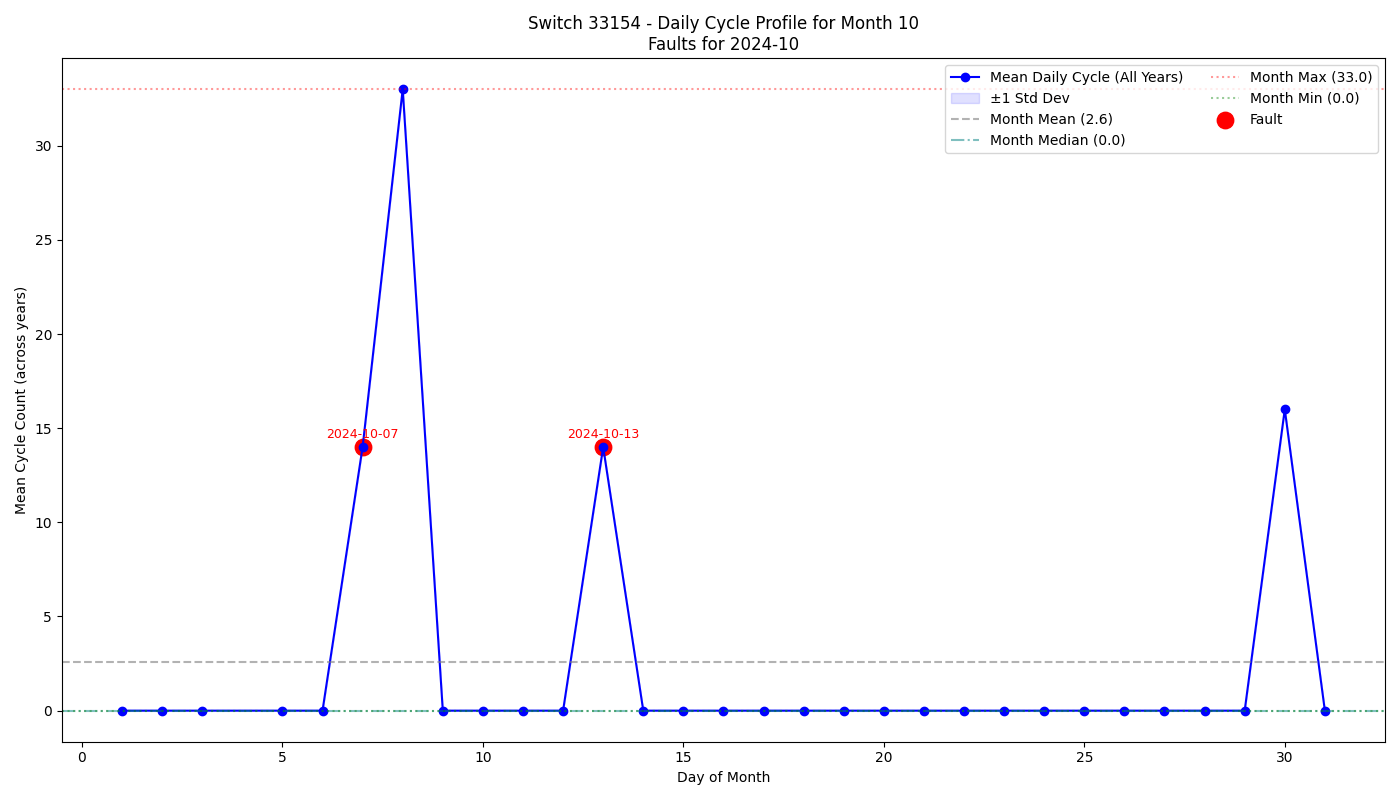 Switch 33154 - Daily Cycle Profile for Month 10
Faults for 2024-10
Mean Daily Cycle (All Years)
±1 Std Dev
Month Mean (2.6)
Month Median (0.0)
Month Max (33.0)
Month Min (0.0)
Fault
Mean Cycle Count (across years)
30
25
20
15
10
5
0
2024-10-07
2024-10-13
0
5
10
15
20
25
30
Day of Month